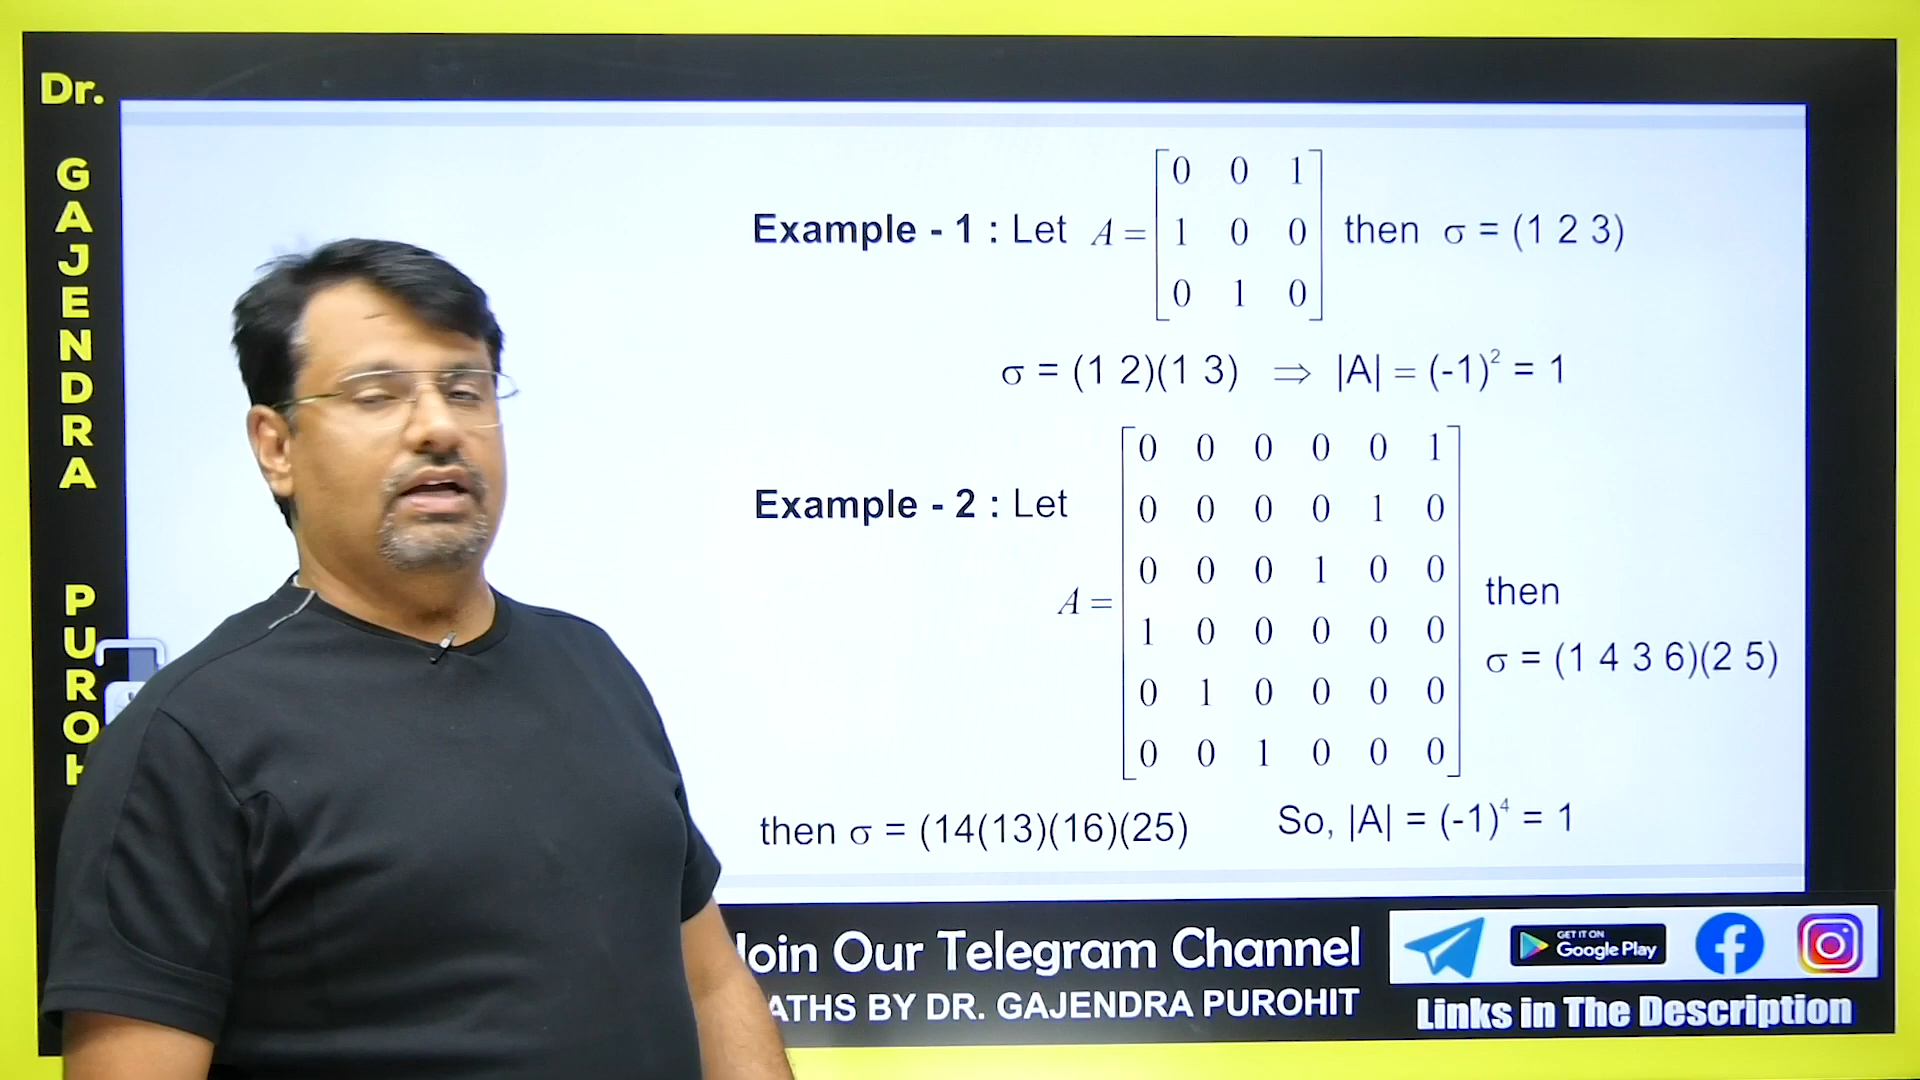 Dr.
GAJENDRA
PUROH
Example - 1 : Let A = [0 0 1
1 0 0
0 1 0] then σ = (1 2 3)
σ = (1 2)(1 3) ⇒ |A| = (-1)² = 1
Example - 2 : Let
A = [0 0 0 0 0 1
0 0 0 0 1 0
0 0 0 1 0 0
1 0 0 0 0 0
0 1 0 0 0 0
0 0 1 0 0 0]
then
σ = (1 4 3 6)(2 5)
then σ = (14(13)(16)(25) So, |A| = (-1)⁴ = 1
Join Our Telegram Channel
ATHS BY DR. GAJENDRA PUROHIT
GET IT ON
Google Play
Links in The Description